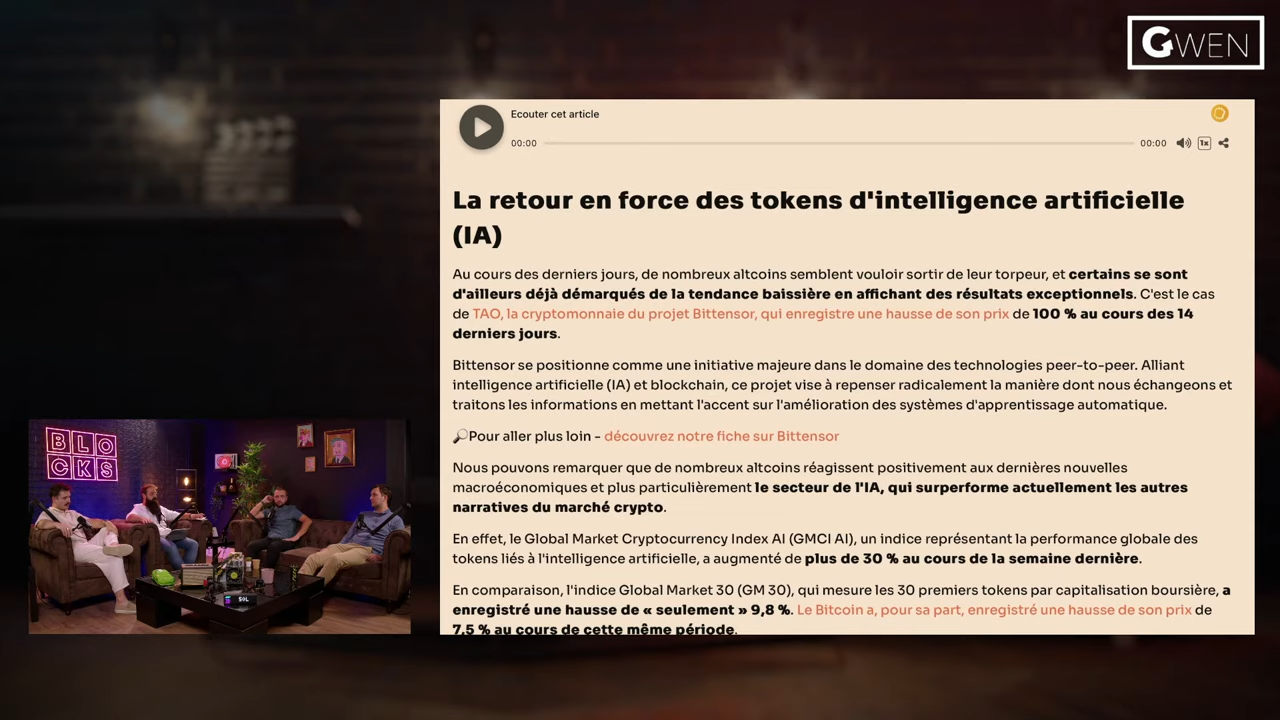 GWEN
Ecouter cet article
00:00
00:00
1x
La retour en force des tokens d'intelligence artificielle
(IA)
Au cours des derniers jours, de nombreux altcoins semblent vouloir sortir de leur torpeur, et certains se sont
d'ailleurs déjà démarqués de la tendance baissière en affichant des résultats exceptionnels. C'est le cas
de TAO, la cryptomonnaie du projet Bittensor, qui enregistre une hausse de son prix de 100 % au cours des 14
derniers jours.
Bittensor se positionne comme une initiative majeure dans le domaine des technologies peer-to-peer. Alliant
intelligence artificielle (IA) et blockchain, ce projet vise à repenser radicalement la manière dont nous échangeons et
traitons les informations en mettant l'accent sur l'amélioration des systèmes d'apprentissage automatique.
🔎Pour aller plus loin - découvrez notre fiche sur Bittensor
Nous pouvons remarquer que de nombreux altcoins réagissent positivement aux dernières nouvelles
macroéconomiques et plus particulièrement le secteur de l'IA, qui surperforme actuellement les autres
narratives du marché crypto.
En effet, le Global Market Cryptocurrency Index AI (GMCI AI), un indice représentant la performance globale des
tokens liés à l'intelligence artificielle, a augmenté de plus de 30 % au cours de la semaine dernière.
En comparaison, l'indice Global Market 30 (GM 30), qui mesure les 30 premiers tokens par capitalisation boursière, a
enregistré une hausse de « seulement » 9,8 %. Le Bitcoin a, pour sa part, enregistré une hausse de son prix de
7,5 % au cours de cette même période.
BLO
CKS
SOL